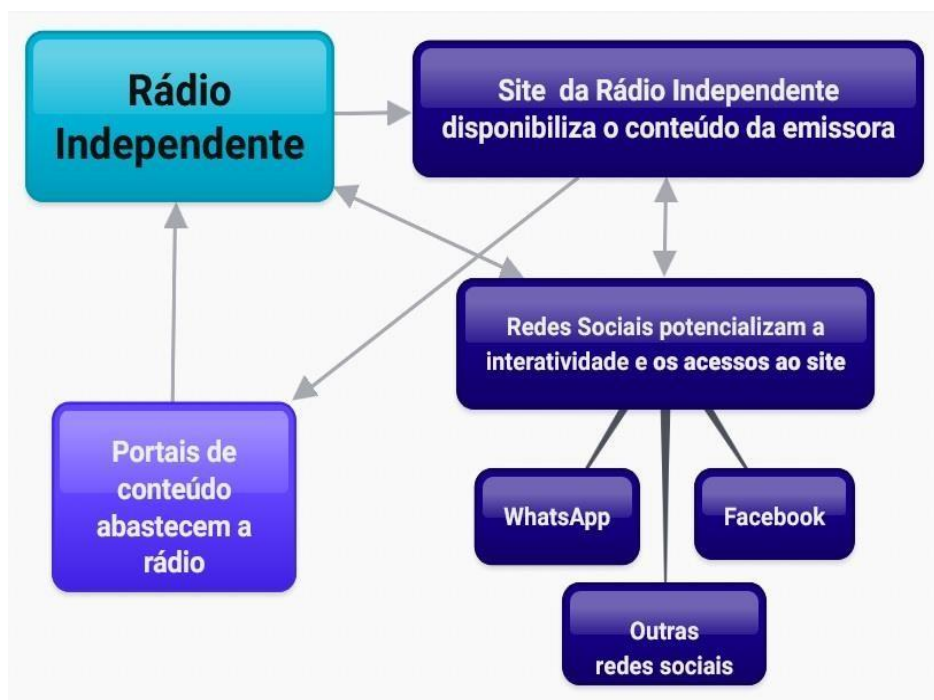 Rádio
Independente
Site da Rádio Independente
disponibiliza o conteúdo da emissora
Redes Sociais potencializam a
interatividade e os acessos ao site
Portais de
conteúdo
abastecem a
rádio
WhatsApp
Facebook
Outras
redes sociais